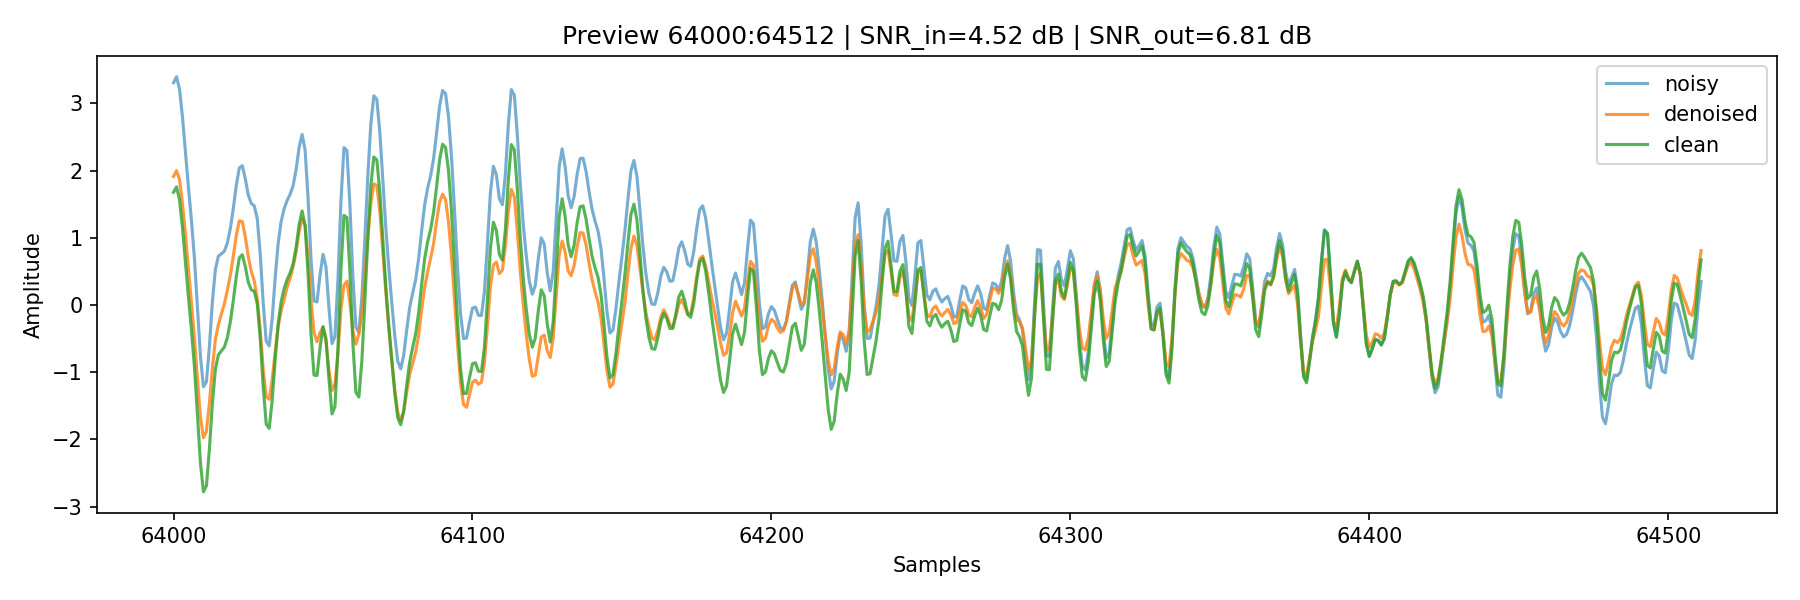 Preview 64000:64512 | SNR_in=4.52 dB | SNR_out=6.81 dB
noisy
denoised
clean
Amplitude
3
2
1
0
−1
−2
−3
64000 64100 64200 64300 64400 64500
Samples